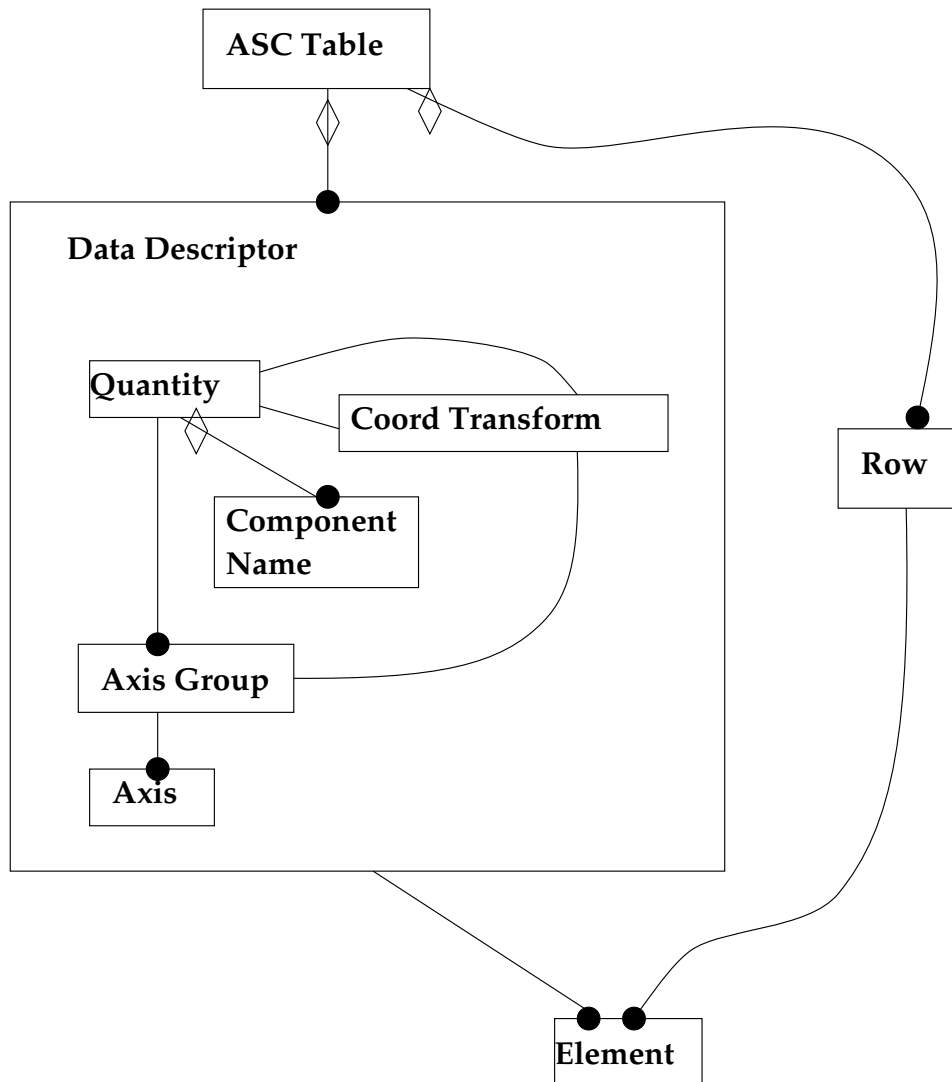 ASC Table
Data Descriptor
Quantity
Coord Transform
Row
Component
Name
Axis Group
Axis
Element